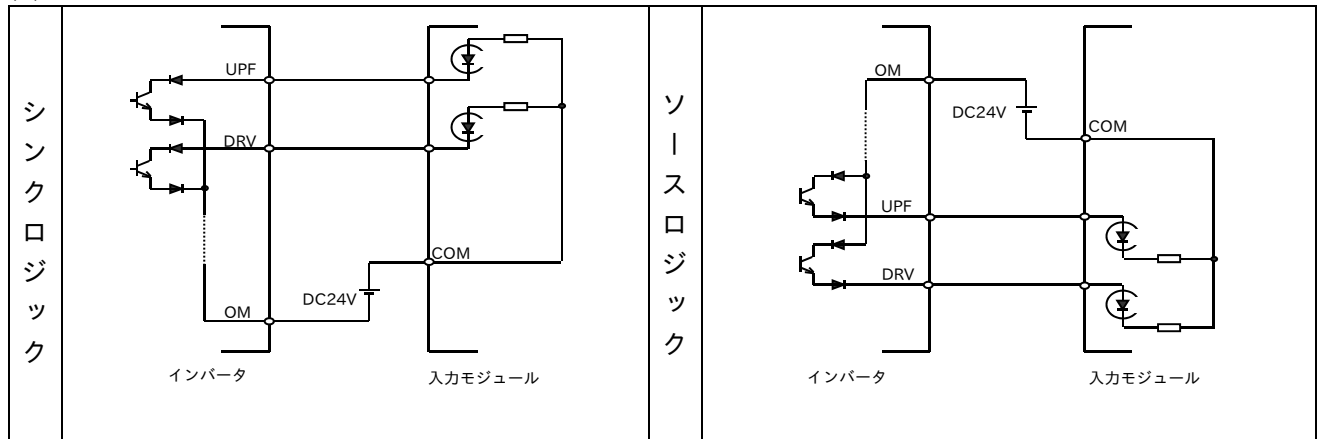 シンクロジック
UPF
DRV
COM
DC24V
OM
インバータ
入力モジュール
ソースロジック
OM
DC24V
COM
UPF
DRV
インバータ
入力モジュール